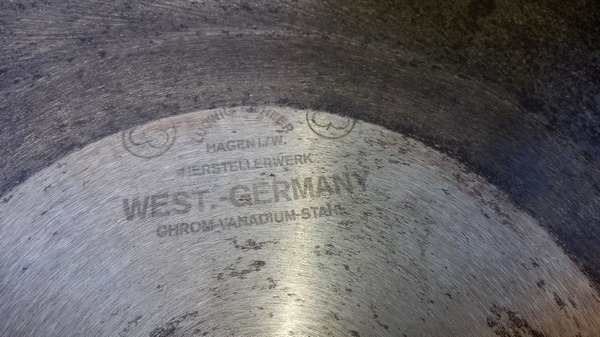 HAGEN I./W.
HERSTELLERWERK
WEST.-GERMANY
CHROM-VANADIUM-STAHL